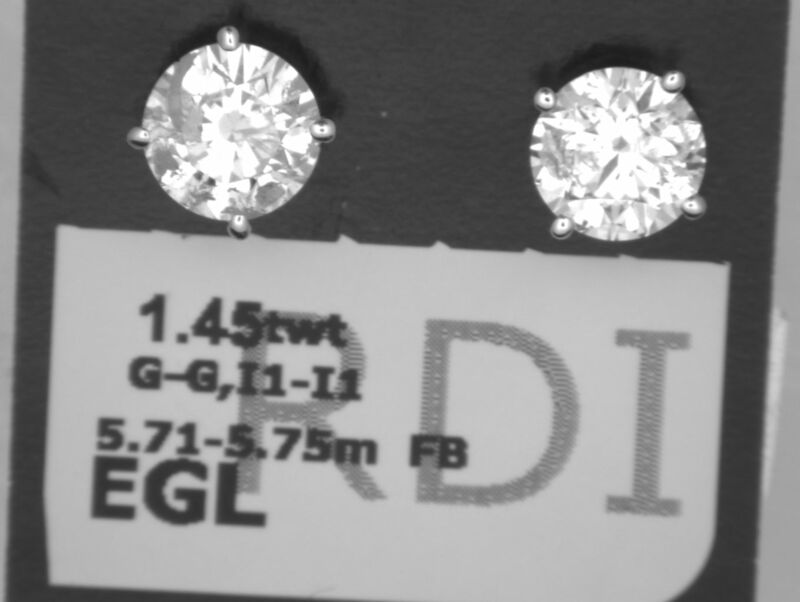 1.45twt
G-G,I1-I1
5.71-5.75m FB
EGL
RDI